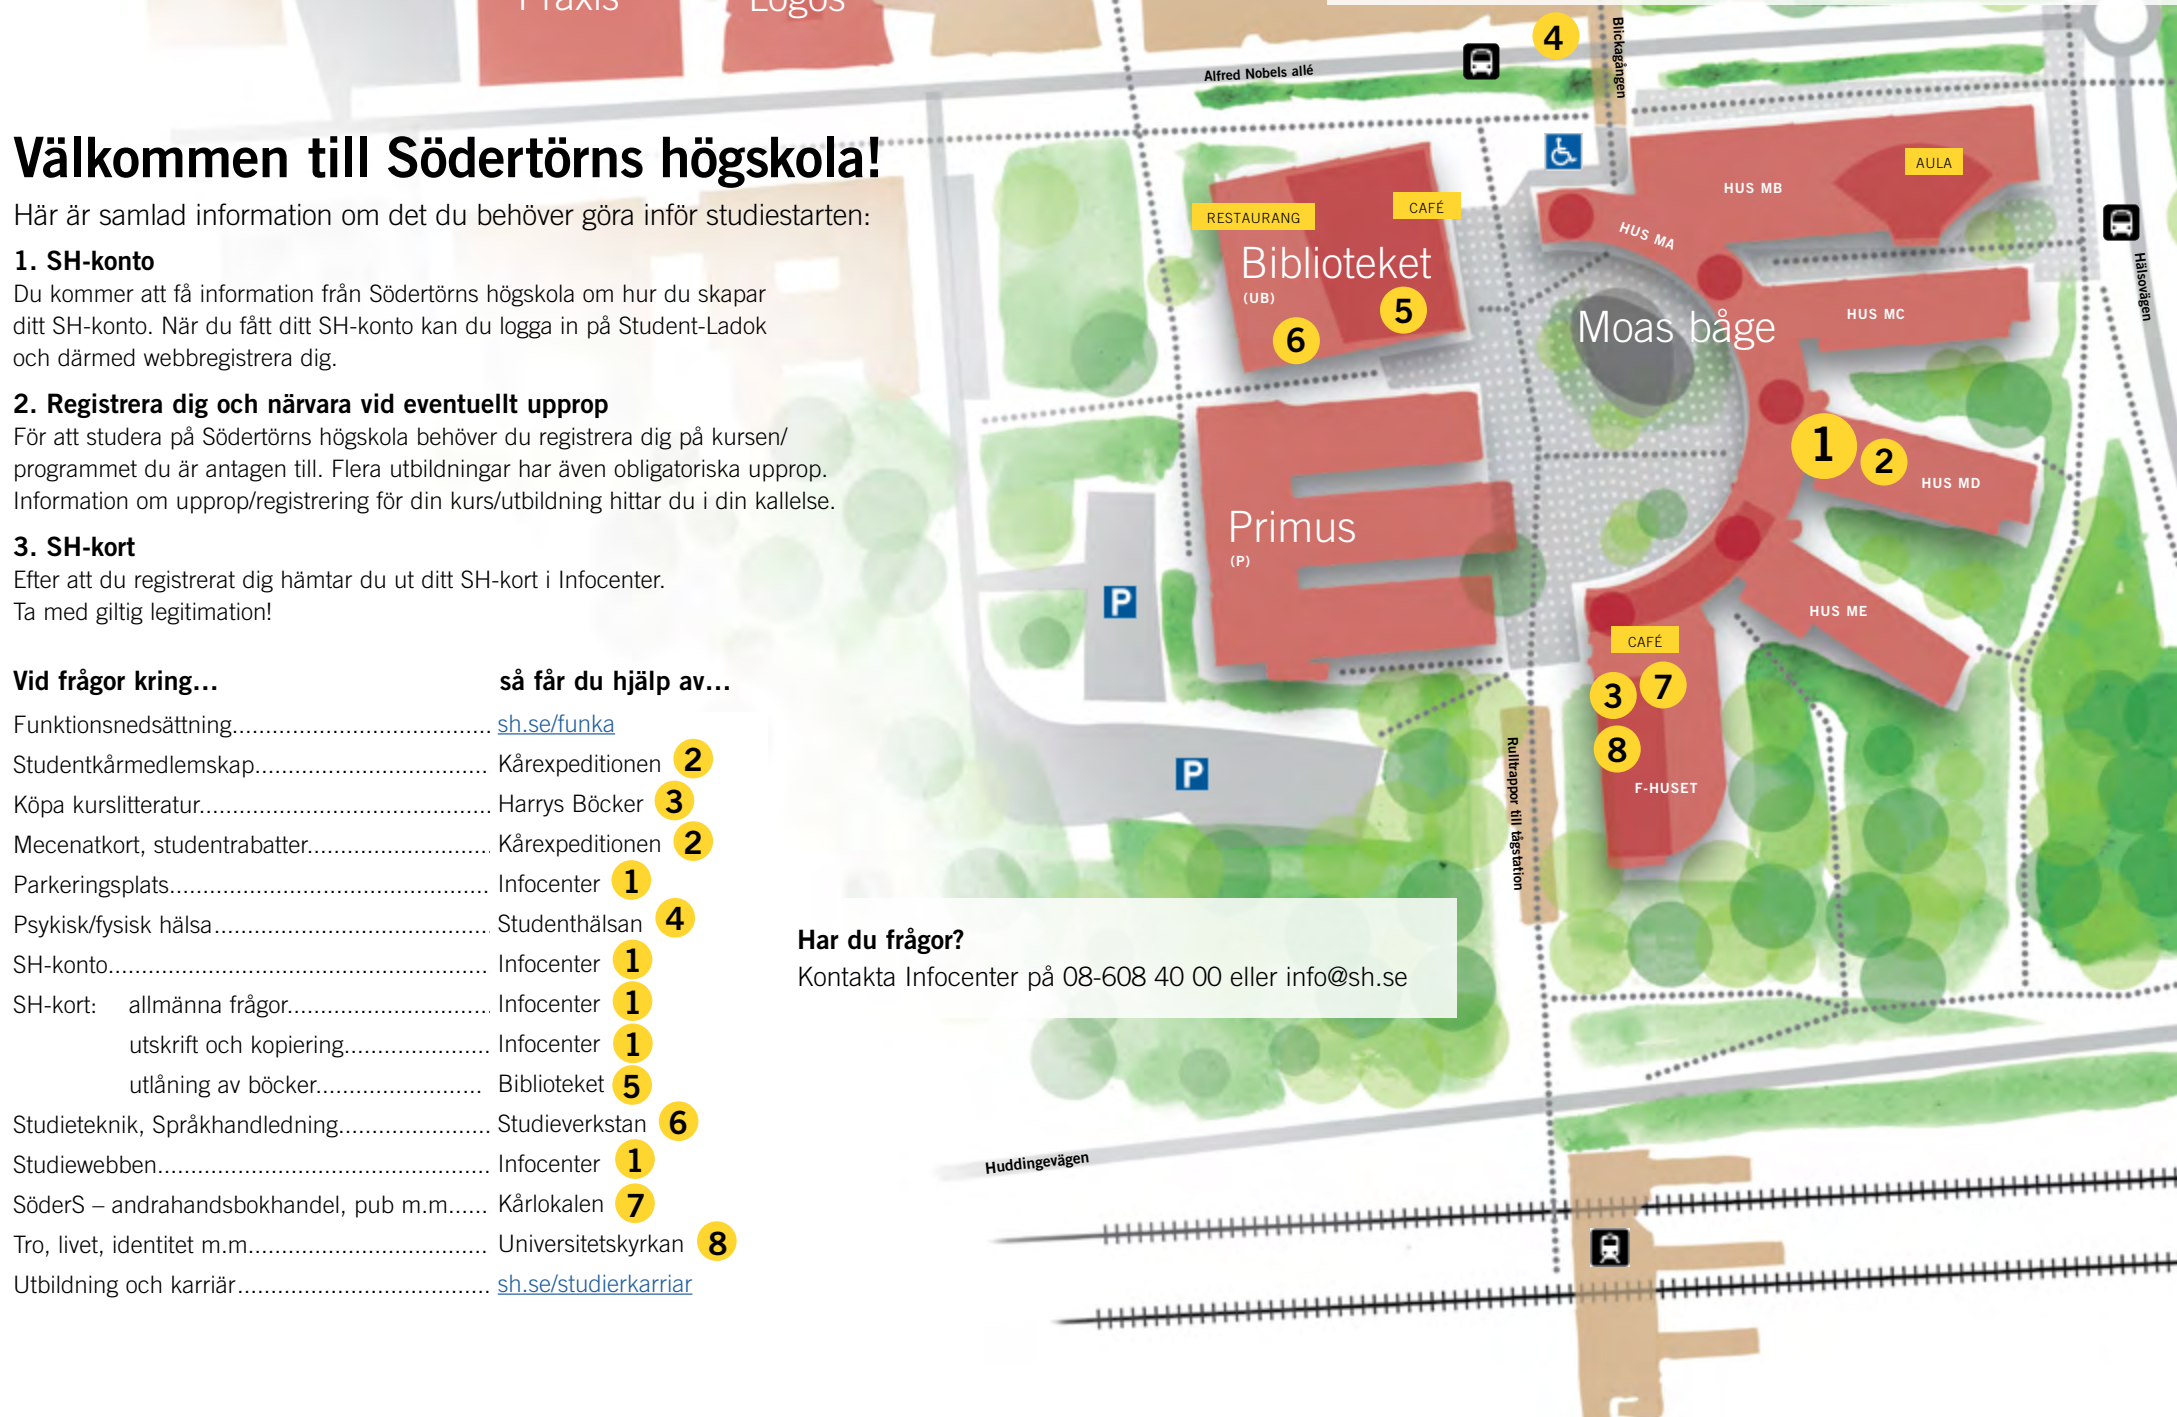 Praxis
Logos
Välkommen till Södertörns högskola!
Här är samlad information om det du behöver göra inför studiestarten:
1. SH-konto
Du kommer att få information från Södertörns högskola om hur du skapar
ditt SH-konto. När du fått ditt SH-konto kan du logga in på Student-Ladok
och därmed webbregistrera dig.
2. Registrera dig och närvara vid eventuellt upprop
För att studera på Södertörns högskola behöver du registrera dig på kursen/
programmet du är antagen till. Flera utbildningar har även obligatoriska upprop.
Information om upprop/registrering för din kurs/utbildning hittar du i din kallelse.
3. SH-kort
Efter att du registrerat dig hämtar du ut ditt SH-kort i Infocenter.
Ta med giltig legitimation!
Vid frågor kring... så får du hjälp av...
Funktionsnedsättning....................................... sh.se/funka
Studentkårmedlemskap................................... Kårexpeditionen 2
Köpa kurslitteratur............................................ Harrys Böcker 3
Mecenatkort, studentrabatter............................ Kårexpeditionen 2
Parkeringsplats................................................ Infocenter 1
Psykisk/fysisk hälsa.......................................... Studenthälsan 4
SH-konto......................................................... Infocenter 1
SH-kort: allmänna frågor............................... Infocenter 1
utskrift och kopiering...................... Infocenter 1
utlåning av böcker......................... Biblioteket 5
Studieteknik, Språkhandledning....................... Studieverkstan 6
Studiewebben.................................................. Infocenter 1
SöderS – andrahandsbokhandel, pub m.m...... Kårlokalen 7
Tro, livet, identitet m.m.................................... Universitetskyrkan 8
Utbildning och karriär...................................... sh.se/studierkarriar
Har du frågor?
Kontakta Infocenter på 08-608 40 00 eller info@sh.se
4
Blickagången
Alfred Nobels allé
AULA
HUS MB
RESTAURANG
CAFÉ
HUS MA
Biblioteket
(UB)
5
6
Hälsovägen
HUS MC
Moas båge
1
2
HUS MD
Primus
(P)
P
HUS ME
CAFÉ
3
7
8
F-HUSET
P
Rulltrappor till tågstation
Huddingevägen